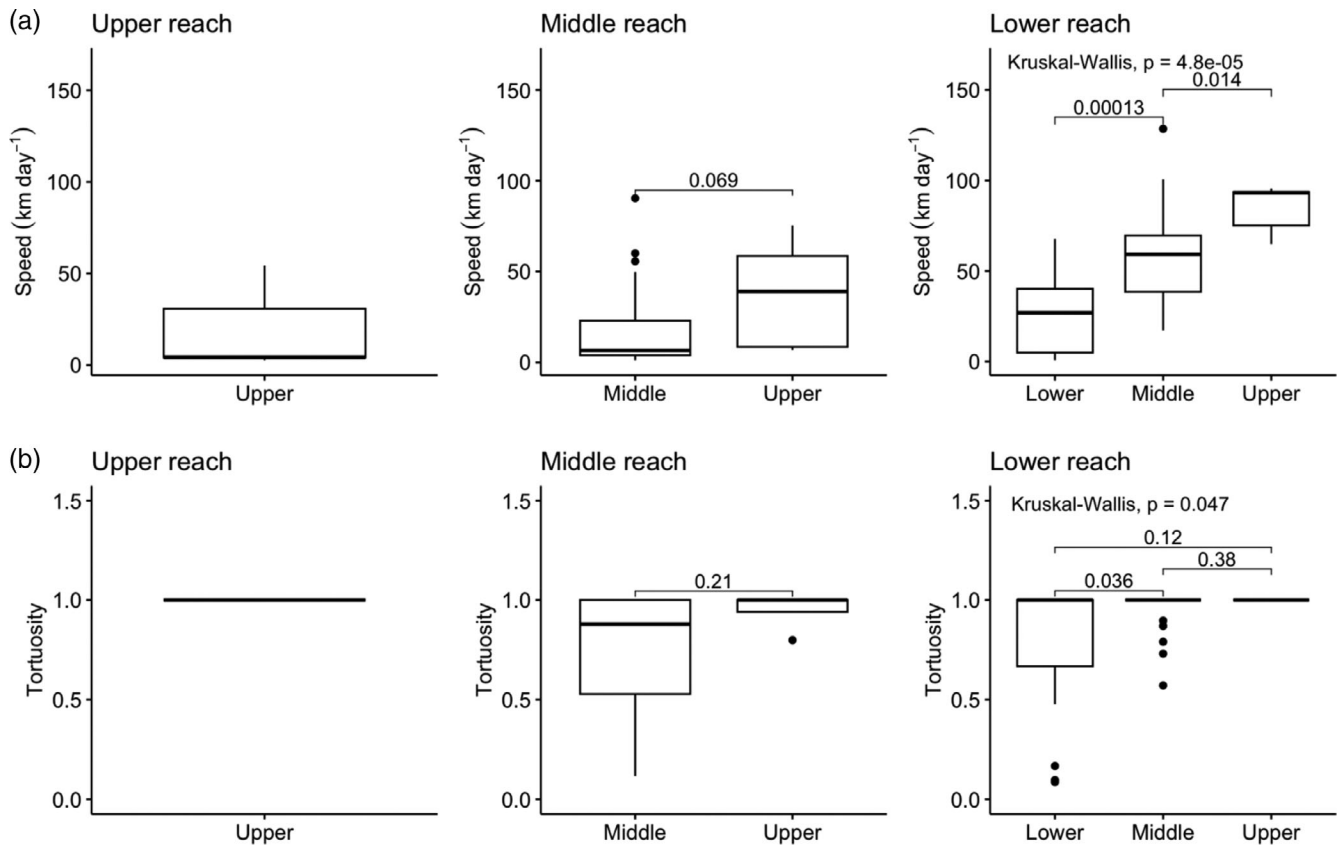 (a)
Upper reach
Middle reach
Lower reach
Speed (km day⁻¹)
150
100
50
0
Upper
Speed (km day⁻¹)
150
100
50
0
0.069
Middle Upper
Speed (km day⁻¹)
150
100
50
0
Kruskal-Wallis, p = 4.8e-05
0.014
0.00013
Lower Middle Upper
(b)
Upper reach
Middle reach
Lower reach
Tortuosity
1.5
1.0
0.5
0.0
Upper
Tortuosity
1.5
1.0
0.5
0.0
0.21
Middle Upper
Tortuosity
1.5
1.0
0.5
0.0
Kruskal-Wallis, p = 0.047
0.12
0.38
0.036
Lower Middle Upper